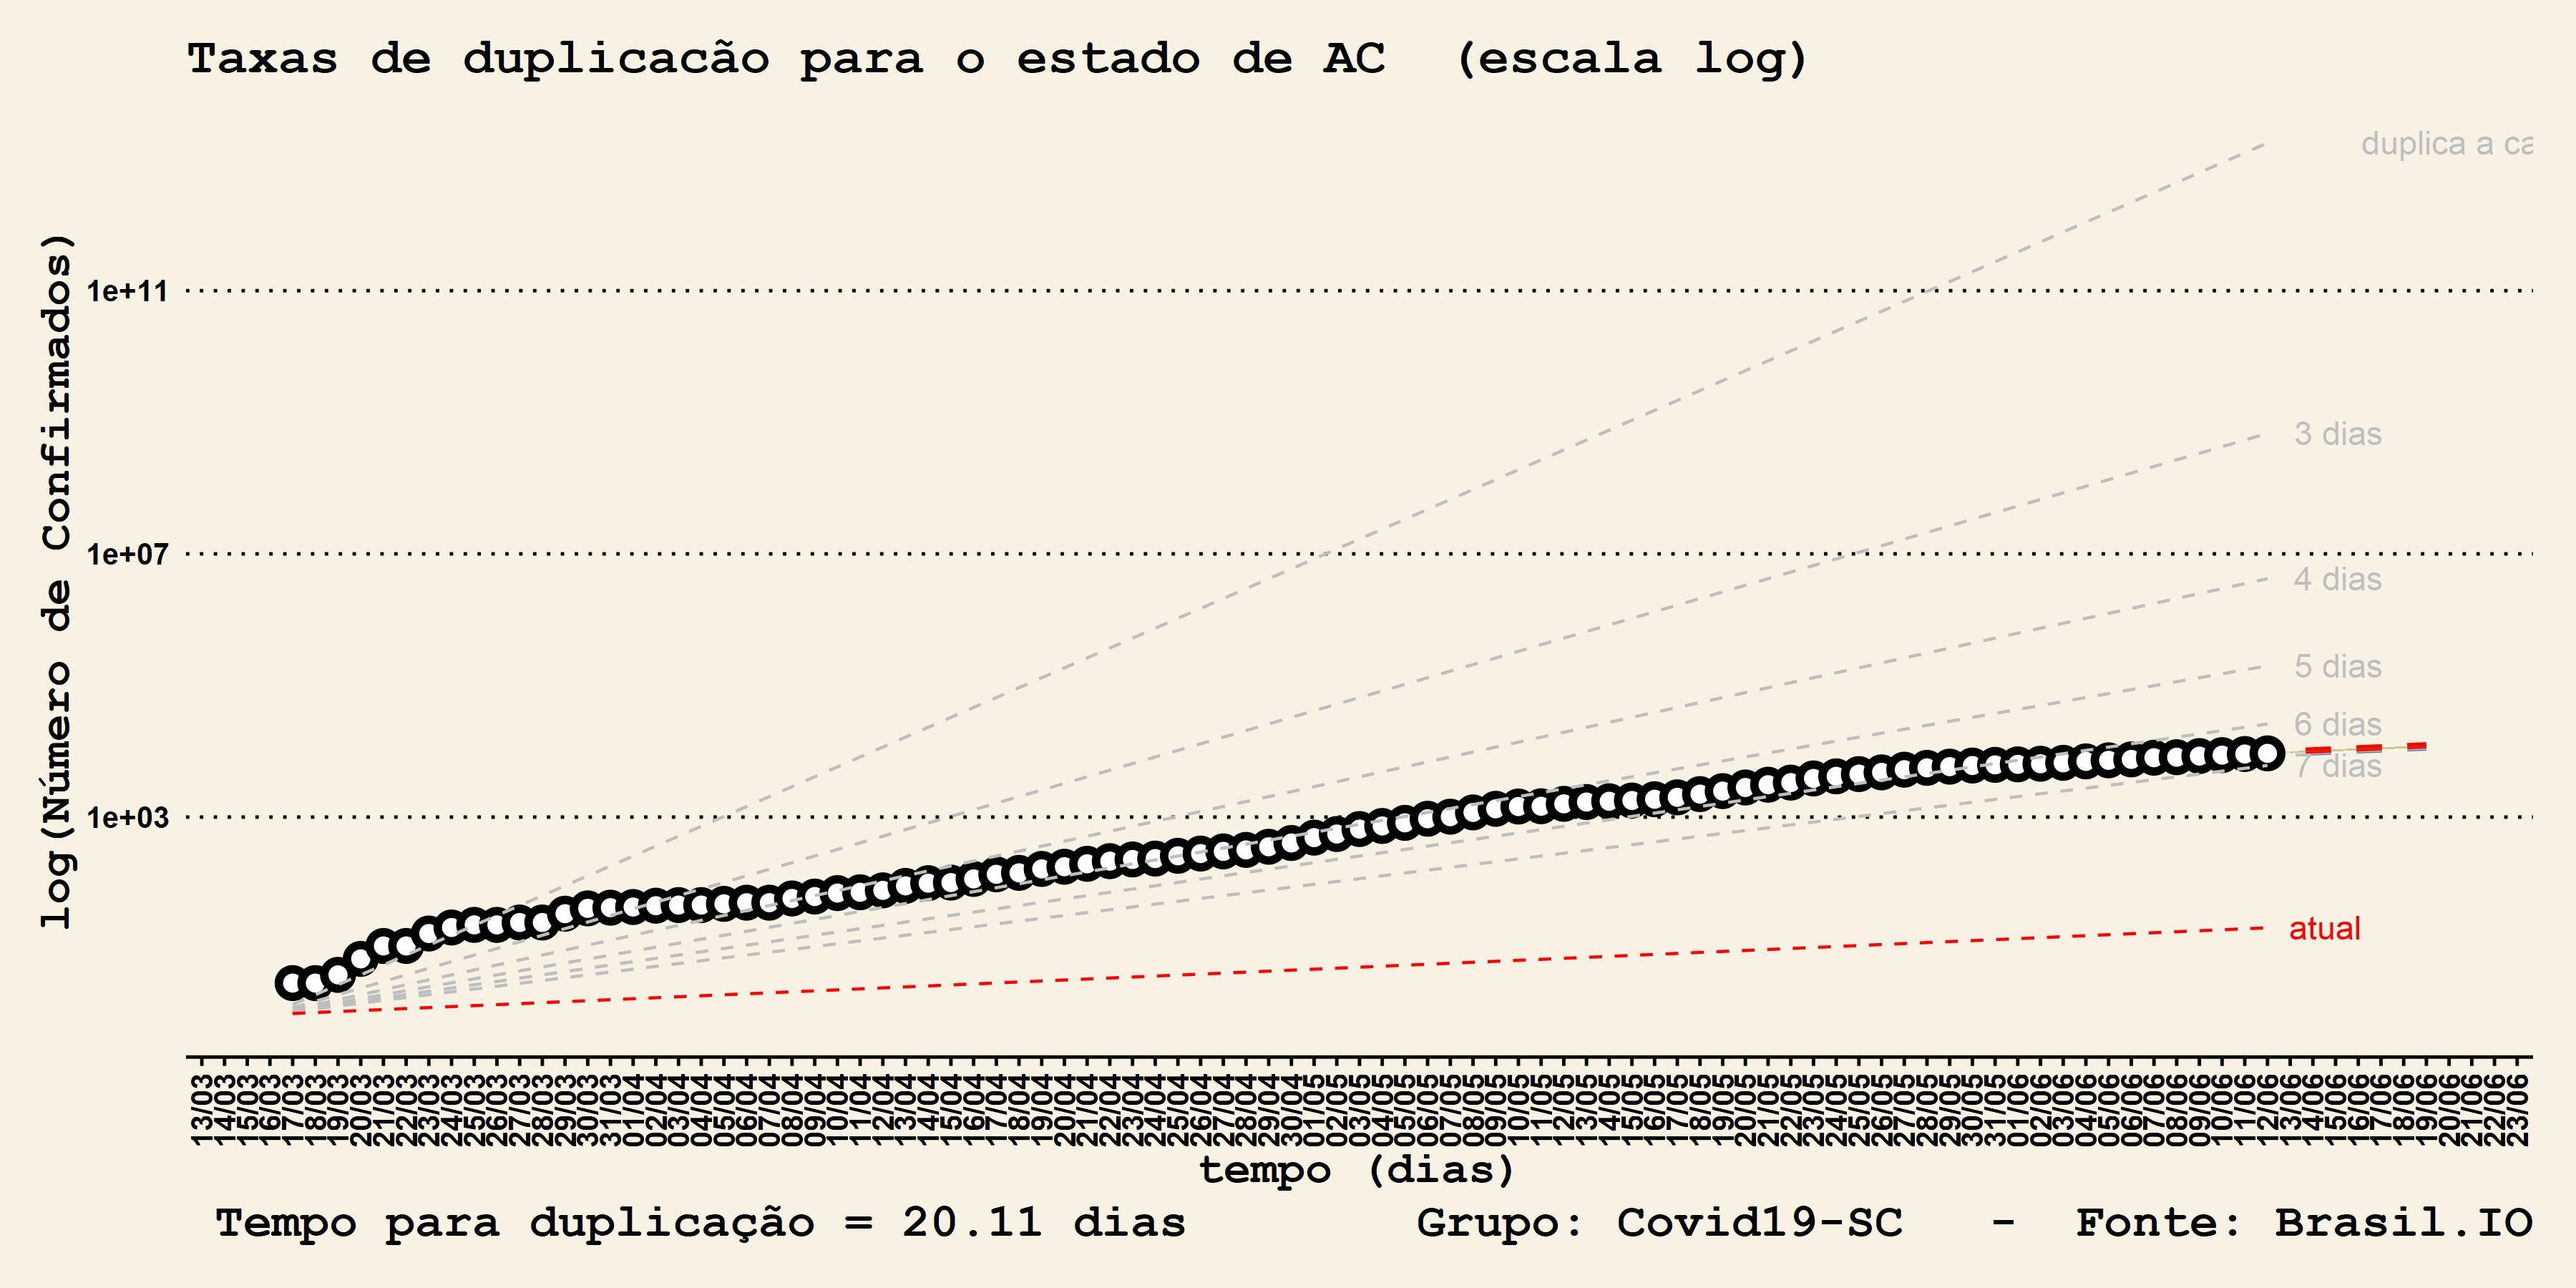 Taxas de duplicacão para o estado de AC (escala log)
duplica a ca
1e+11
3 dias
1e+07
4 dias
5 dias
6 dias
7 dias
1e+03
atual
log(Número de Confirmados)
13/03 14/03 15/03 16/03 17/03 18/03 19/03 20/03 21/03 22/03 23/03 24/03 25/03 26/03 27/03 28/03 29/03 30/03 31/03 01/04 02/04 03/04 04/04 05/04 06/04 07/04 08/04 09/04 10/04 11/04 12/04 13/04 14/04 15/04 16/04 17/04 18/04 19/04 20/04 21/04 22/04 23/04 24/04 25/04 26/04 27/04 28/04 29/04 30/04 01/05 02/05 03/05 04/05 05/05 06/05 07/05 08/05 09/05 10/05 11/05 12/05 13/05 14/05 15/05 16/05 17/05 18/05 19/05 20/05 21/05 22/05 23/05 24/05 25/05 26/05 27/05 28/05 29/05 30/05 31/05 01/06 02/06 03/06 04/06 05/06 06/06 07/06 08/06 09/06 10/06 11/06 12/06 13/06 14/06 15/06 16/06 17/06 18/06 19/06 20/06 21/06 22/06 23/06
tempo (dias)
Tempo para duplicação = 20.11 dias Grupo: Covid19-SC - Fonte: Brasil.IO